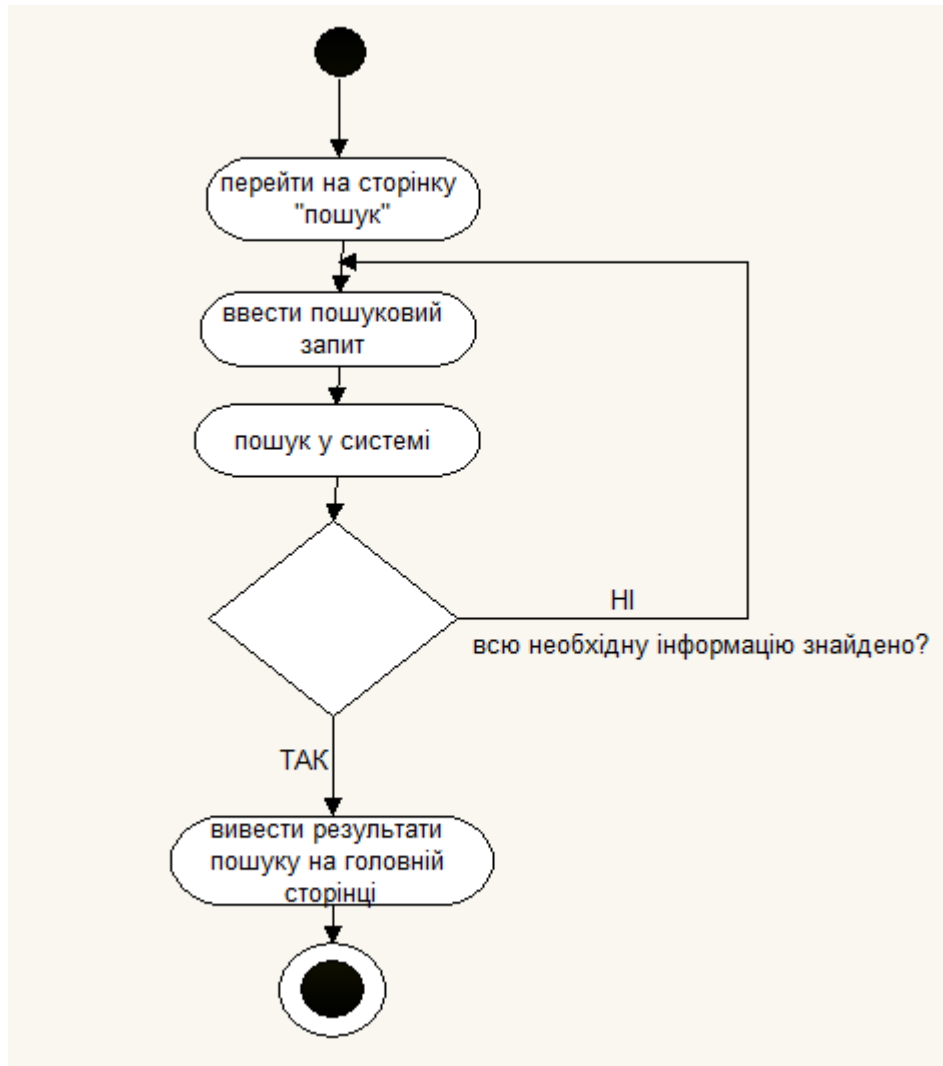 перейти на сторінку
"пошук"
ввести пошуковий
запит
пошук у системі
НІ
всю необхідну інформацію знайдено?
ТАК
вивести результати
пошуку на головній
сторінці